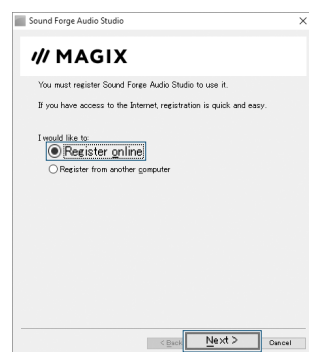 Sound Forge Audio Studio
MAGIX
You must register Sound Forge Audio Studio to use it.
If you have access to the Internet, registration is quick and easy.
I would like to:
Register online
Register from another computer
< Back Next > Cancel